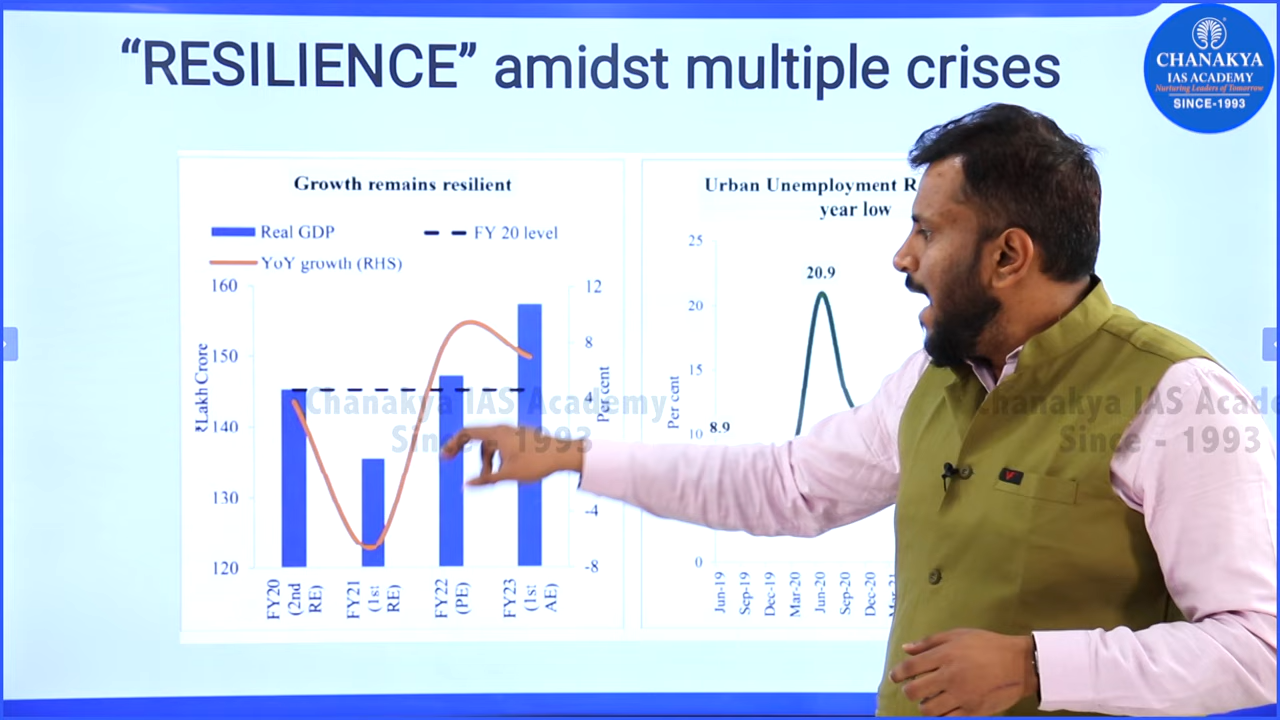 “RESILIENCE” amidst multiple crises
CHANAKYA
IAS ACADEMY
Nurturing Leaders of Tomorrow
SINCE-1993
Growth remains resilient
Real GDP
FY 20 level
YoY growth (RHS)
160
150
140
130
120
₹Lakh Crore
12
8
4
-4
-8
Per cent
FY20 (2nd RE)
FY21 (1st RE)
FY22 (PE)
FY23 (1st AE)
Urban Unemployment R
year low
25
20
15
10
0
Per cent
8.9
20.9
Jun-19
Sep-19
Dec-19
Mar-20
Jun-20
Sep-20
Dec-20
Chanakya IAS Academy
Since - 1993
Chanakya IAS Acade
Since - 1993